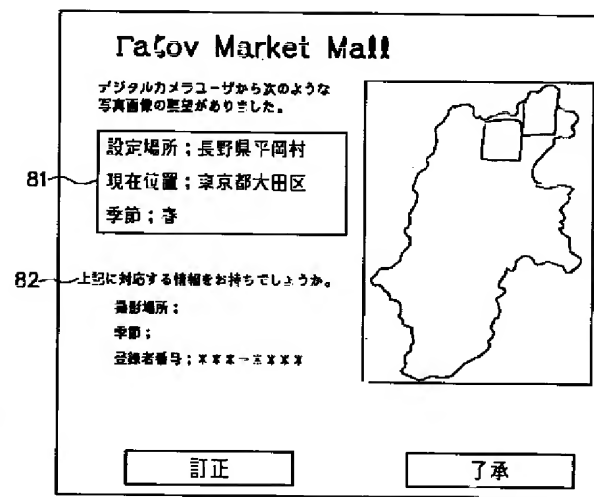 Γaξov Market Mall
デジタルカメラユーザから次のような
写真画像の要望がありました。
設定場所；長野県平岡村
81
現在位置；東京都大田区
季節；春
82
上記に対応する情報をお持ちでしょうか。
撮影場所；
季節；
登録者番号；＊＊＊－＊＊＊＊
訂正
了承